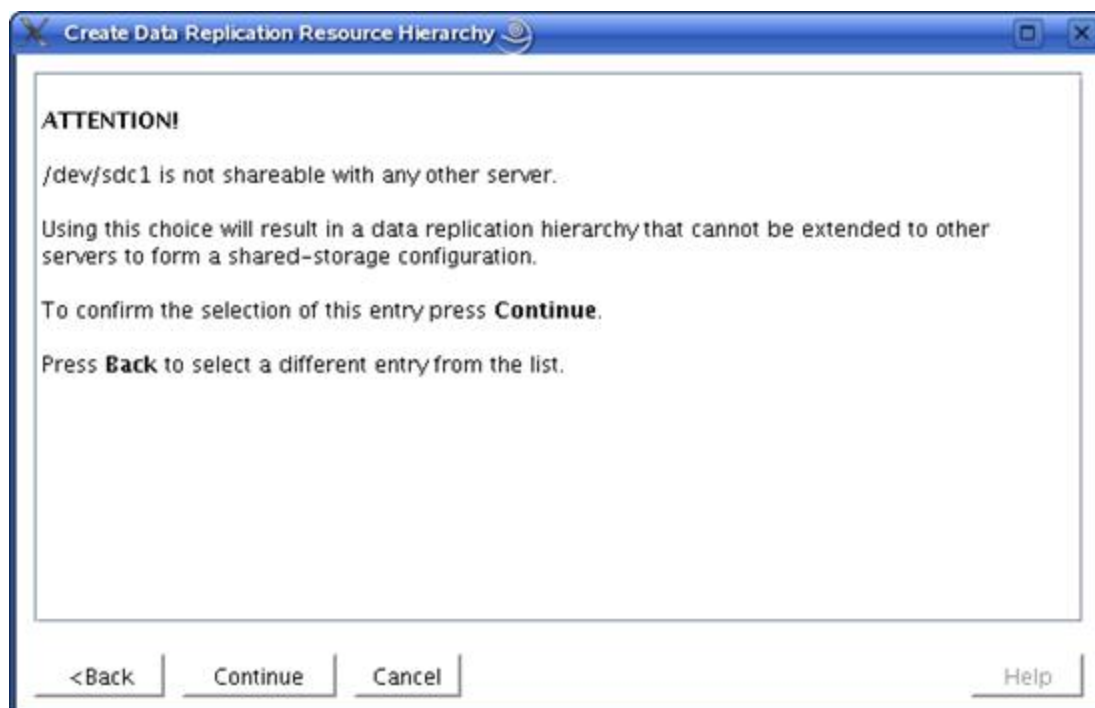 Create Data Replication Resource Hierarchy
ATTENTION!
/dev/sdc1 is not shareable with any other server.
Using this choice will result in a data replication hierarchy that cannot be extended to other
servers to form a shared-storage configuration.
To confirm the selection of this entry press Continue.
Press Back to select a different entry from the list.
<Back Continue Cancel Help